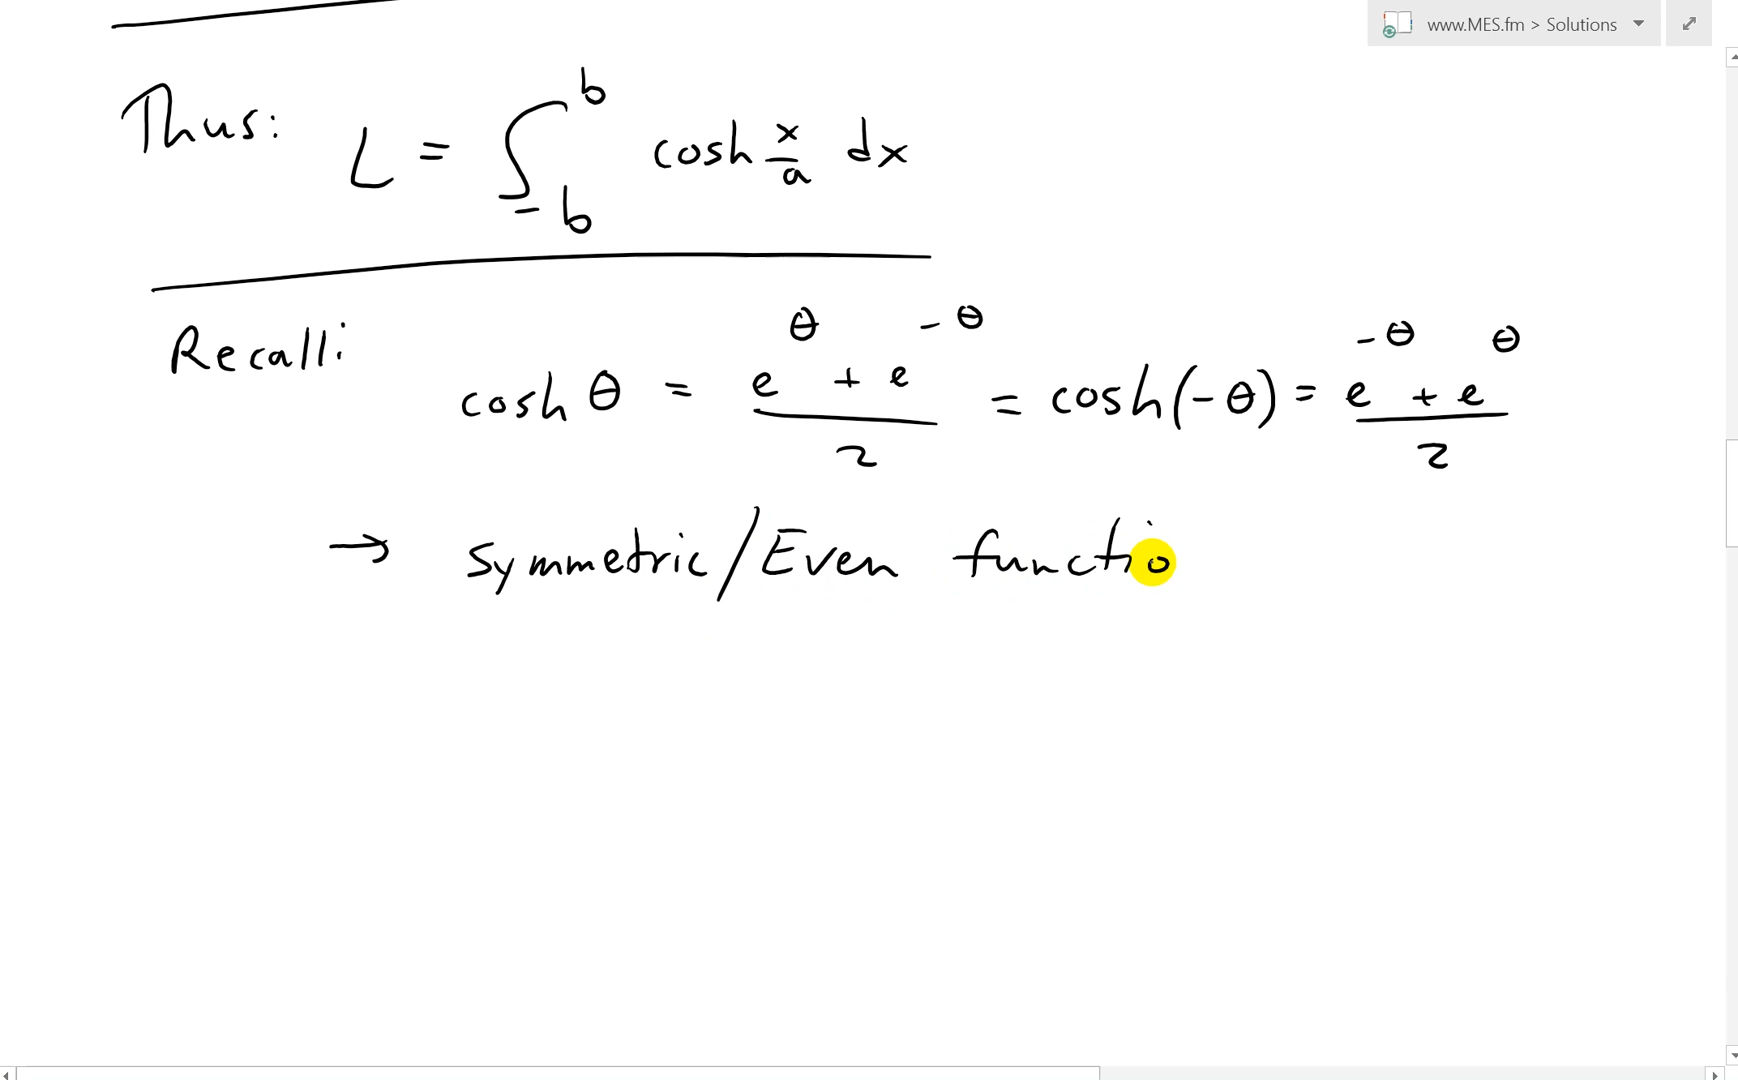 www.MES.fm > Solutions
Thus: L = ∫_{-b}^{b} cosh x/a dx
Recall:
cosh θ = (e^θ + e^{-θ})/2 = cosh(-θ) = (e^{-θ} + e^θ)/2
→ Symmetric/Even functio